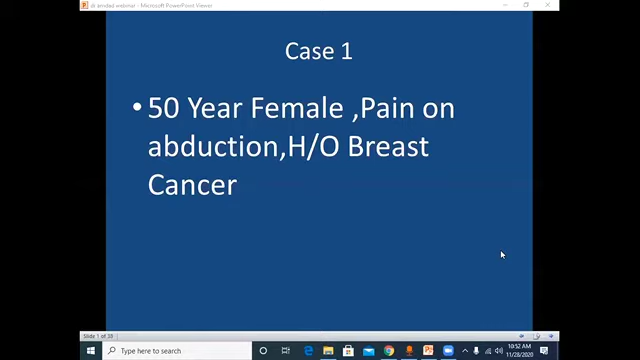 dr amdad webinar - Microsoft PowerPoint Viewer
Case 1
• 50 Year Female ,Pain on
abduction,H/O Breast
Cancer
Slide 1 of 38
Type here to search
10:52 AM
11/28/2020